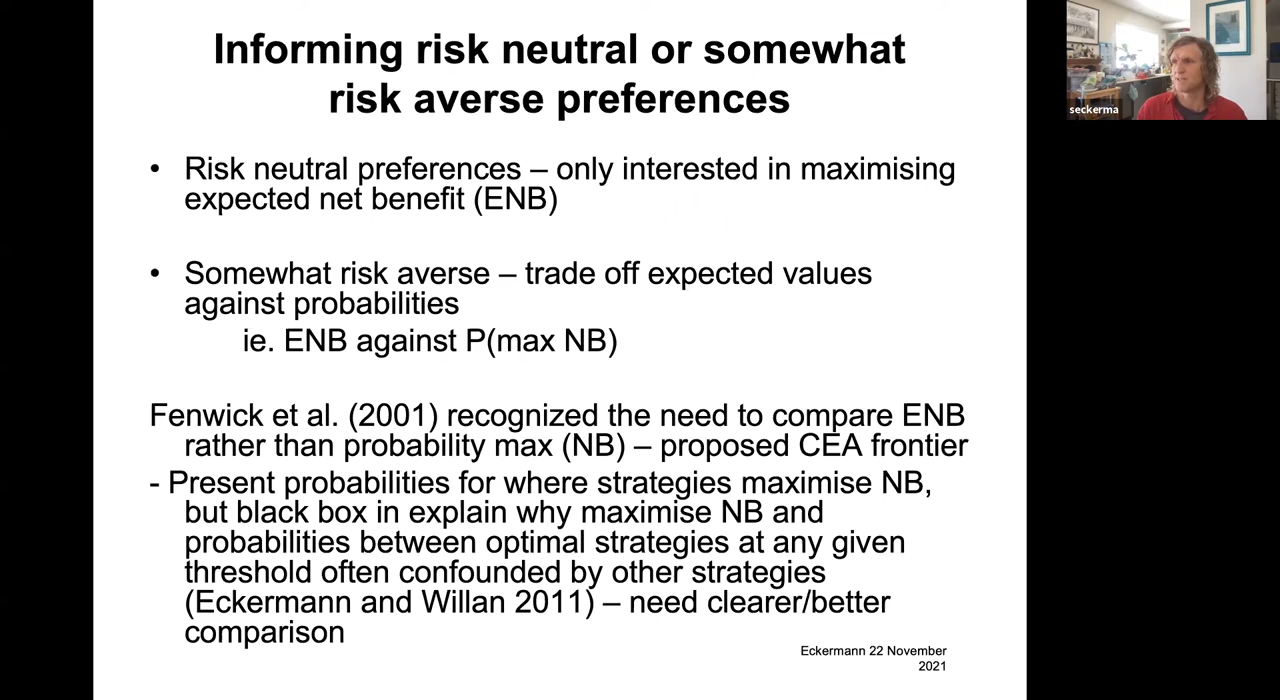 Informing risk neutral or somewhat
risk averse preferences
• Risk neutral preferences – only interested in maximising
expected net benefit (ENB)
• Somewhat risk averse – trade off expected values
against probabilities
ie. ENB against P(max NB)
Fenwick et al. (2001) recognized the need to compare ENB
rather than probability max (NB) – proposed CEA frontier
- Present probabilities for where strategies maximise NB,
but black box in explain why maximise NB and
probabilities between optimal strategies at any given
threshold often confounded by other strategies
(Eckermann and Willan 2011) – need clearer/better
comparison
Eckermann 22 November
2021
seckerma